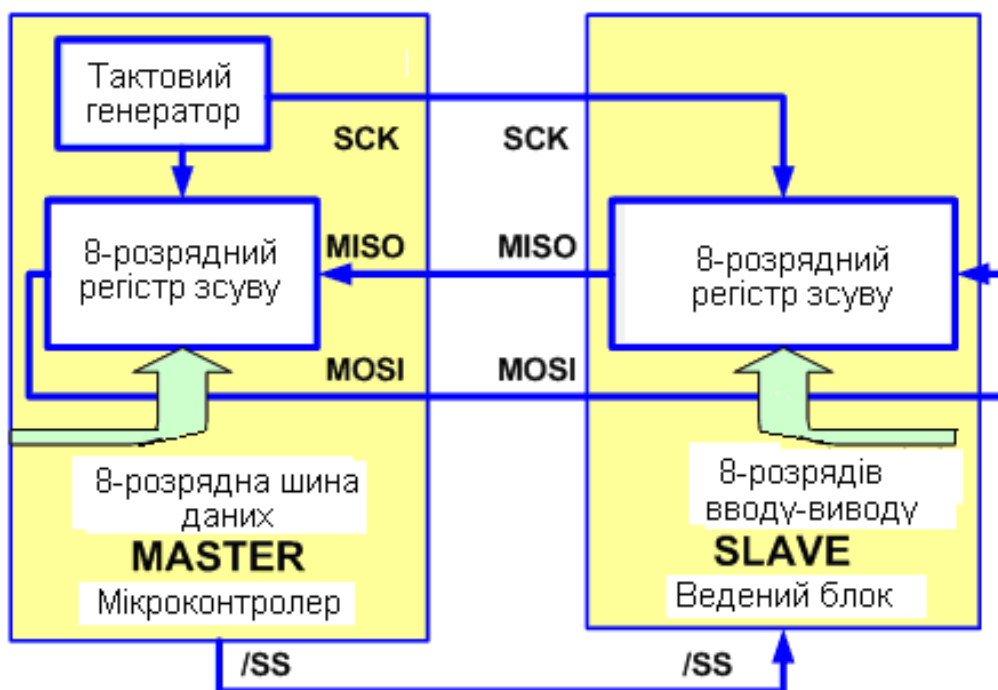 Тактовий
генератор
SCK
SCK
8-розрядний
регістр зсуву
MISO
MISO
8-розрядний
регістр зсуву
MOSI
MOSI
8-розрядна шина
даних
MASTER
Мікроконтролер
8-розрядів
вводу-виводу
SLAVE
Ведений блок
/SS
/SS